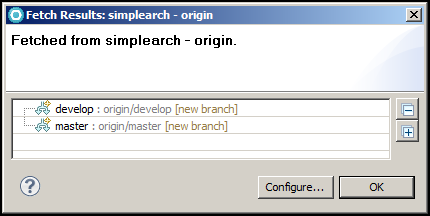 Fetch Results: simplearch - origin
Fetched from simplearch - origin.
develop : origin/develop [new branch]
master : origin/master [new branch]
Configure... OK